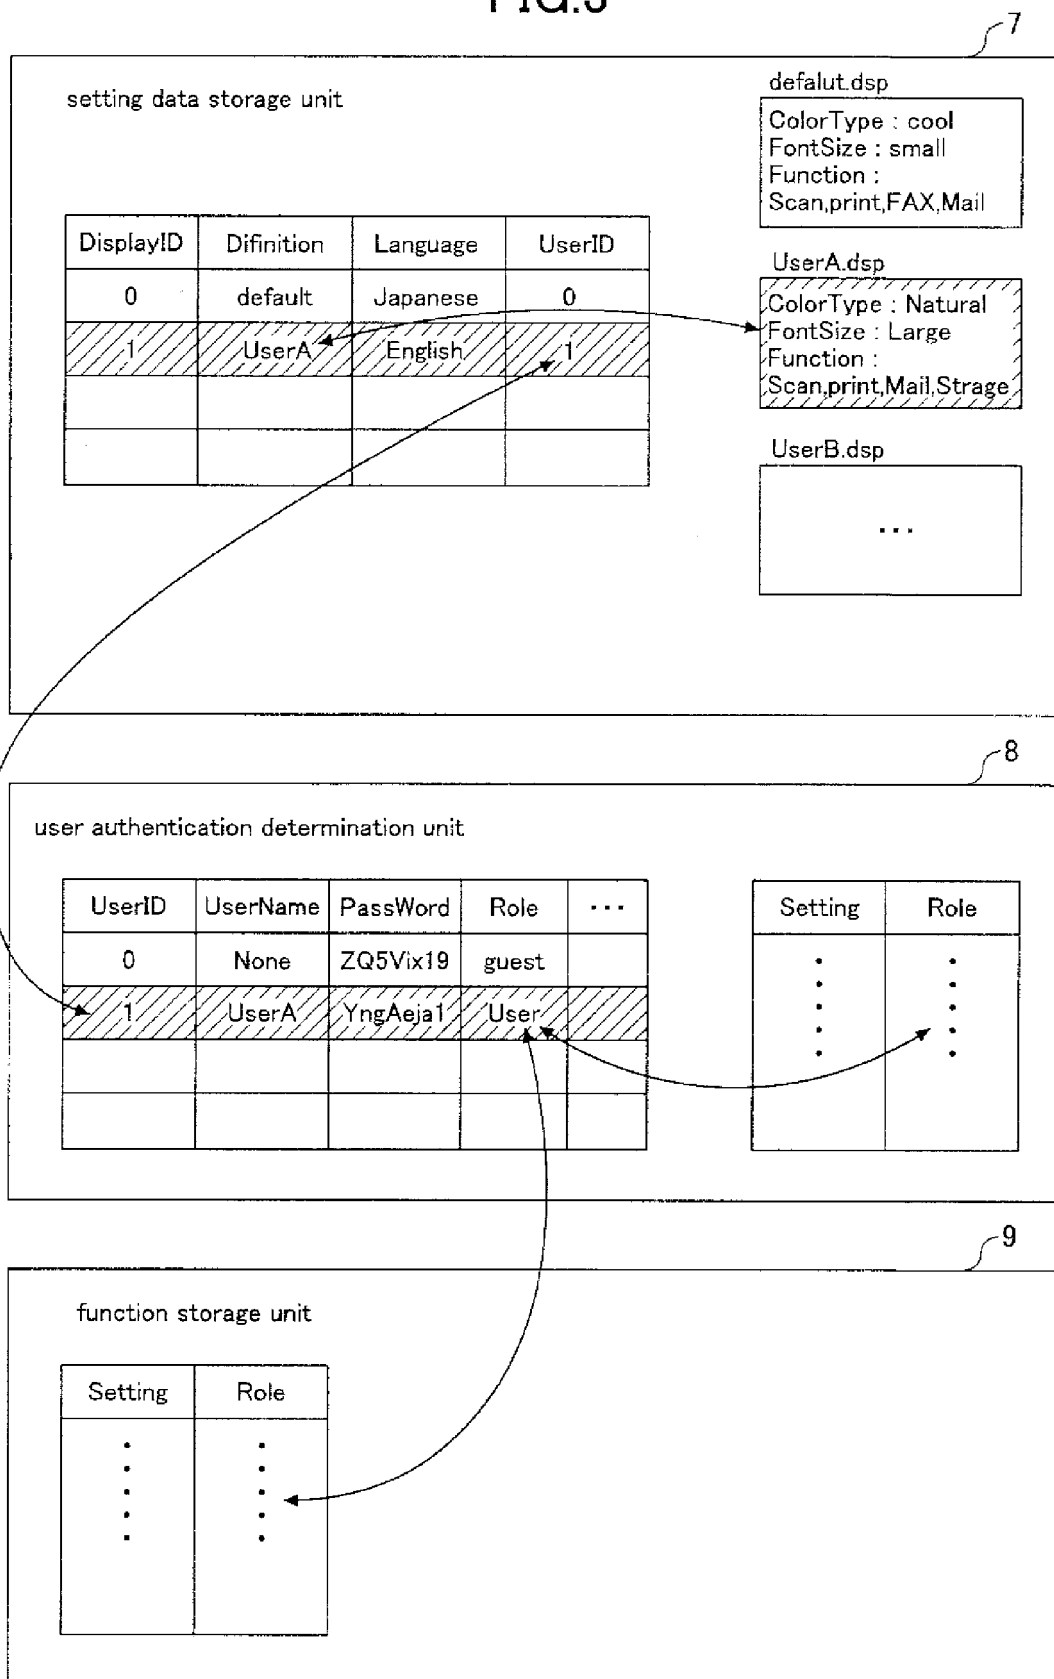 FIG.3
7
setting data storage unit
defalut.dsp
ColorType : cool
FontSize : small
Function :
Scan,print,FAX,Mail
DisplayID Difinition Language UserID
0 default Japanese 0
1 UserA English 1
UserA.dsp
ColorType : Natural
FontSize : Large
Function :
Scan,print,Mail,Strage
UserB.dsp
...
8
user authentication determination unit
UserID UserName PassWord Role ...
0 None ZQ5Vix19 guest
1 UserA YngAeja1 User
Setting Role
9
function storage unit
Setting Role